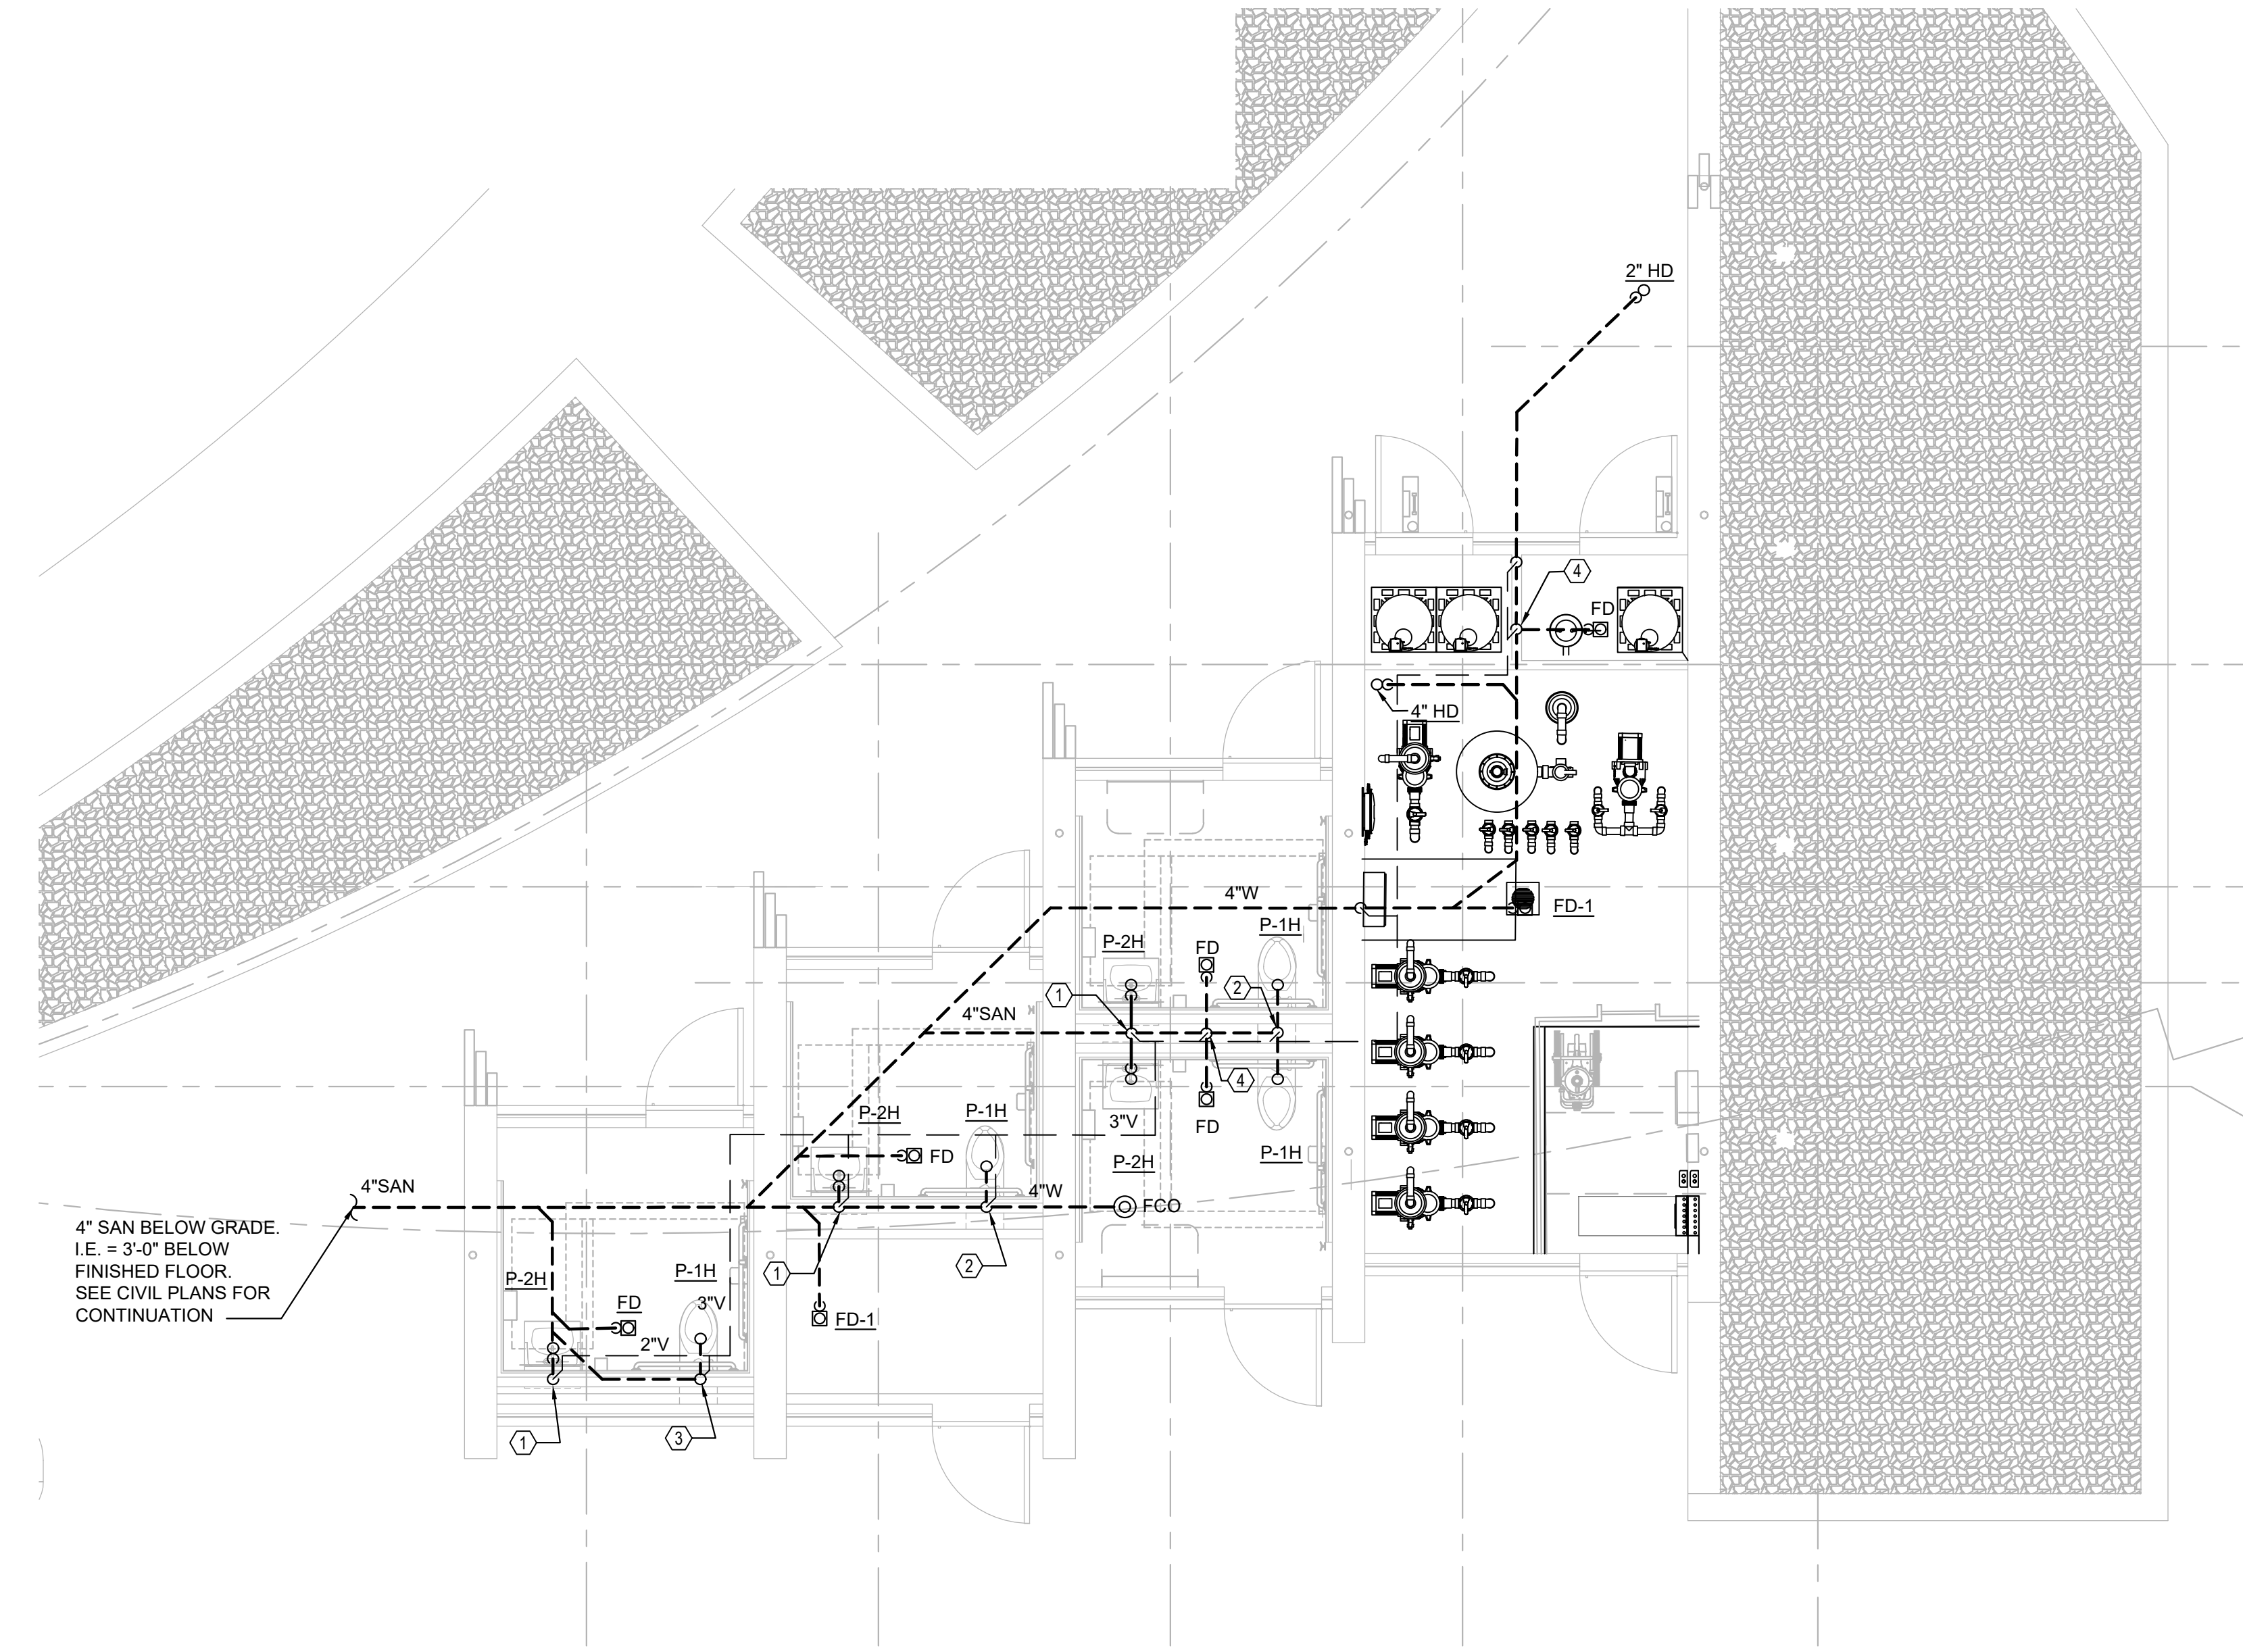 2" HD
4
FD
4" HD
4"W
FD-1
P-1H
P-2H
FD
2
1
4"SAN
4
P-2H
P-1H
3"V
FD
P-1H
FD
P-2H
4"SAN
4"W
FCO
4" SAN BELOW GRADE.
I.E. = 3'-0" BELOW
FINISHED FLOOR.
SEE CIVIL PLANS FOR
CONTINUATION
P-2H
P-1H
1
2
FD
3"V
FD-1
2"V
1
3